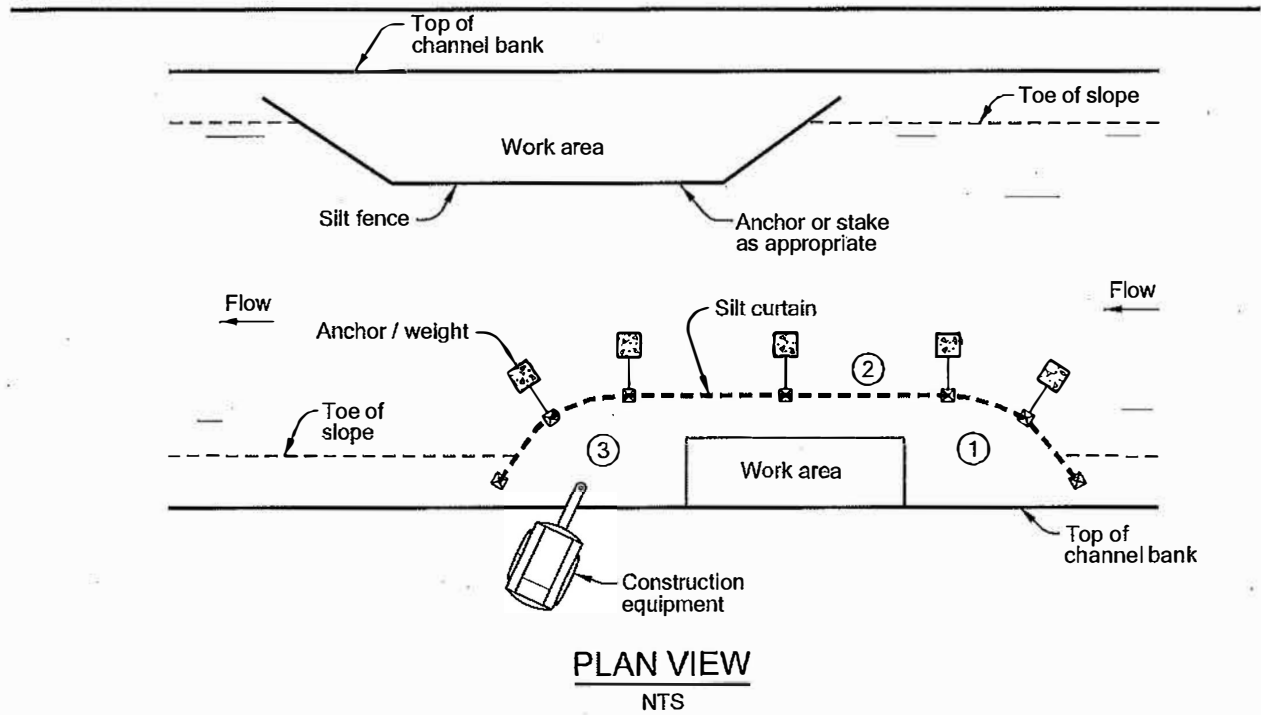 Top of
channel bank
Toe of slope
Work area
Silt fence
Anchor or stake
as appropriate
Flow
Silt curtain
Flow
Anchor / weight
2
Toe of
slope
3
Work area
1
Top of
channel bank
Construction
equipment
PLAN VIEW
NTS